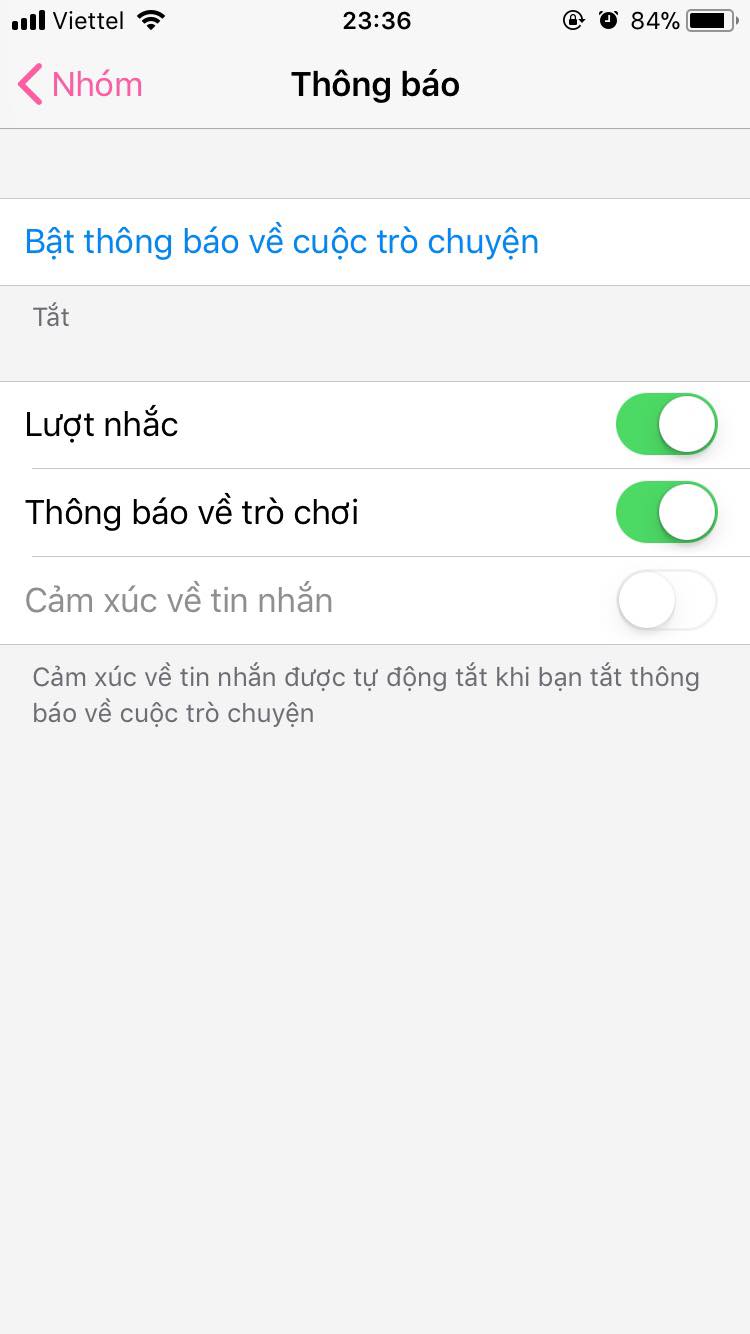 Viettel 23:36 84%
Nhóm Thông báo
Bật thông báo về cuộc trò chuyện
Tắt
Lượt nhắc
Thông báo về trò chơi
Cảm xúc về tin nhắn
Cảm xúc về tin nhắn được tự động tắt khi bạn tắt thông
báo về cuộc trò chuyện